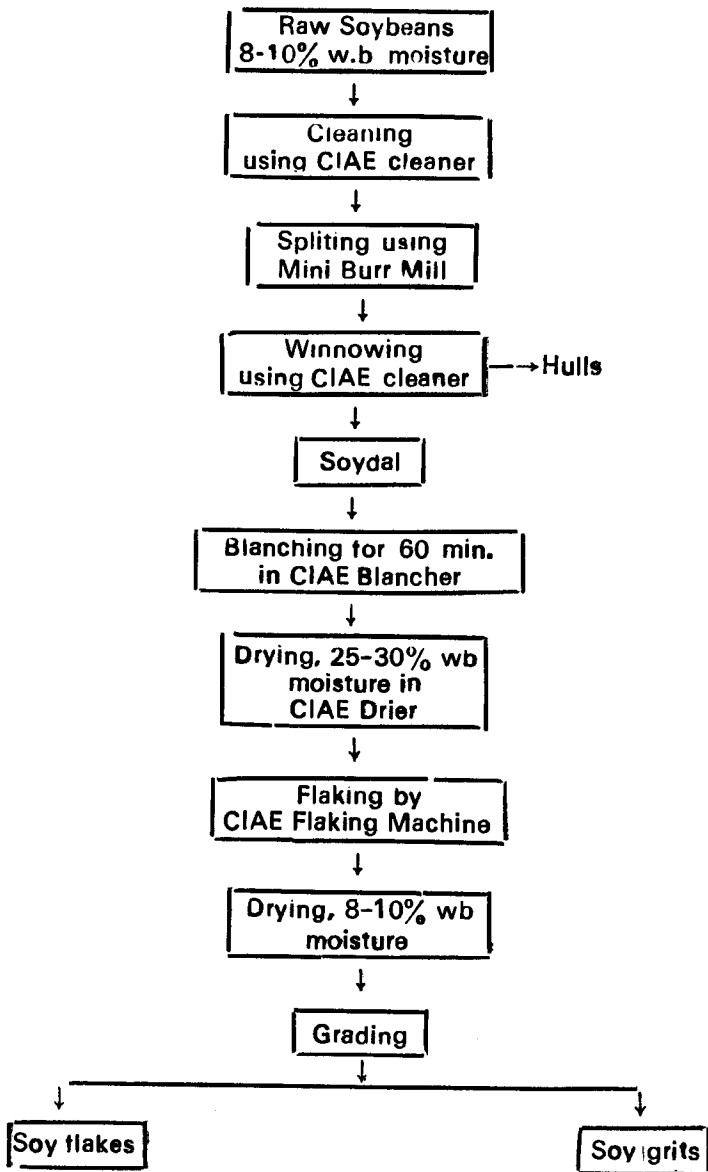 Raw Soybeans
8-10% w.b moisture
↓
Cleaning
using CIAE cleaner
↓
Spliting using
Mini Burr Mill
↓
Winnowing
using CIAE cleaner → Hulls
↓
Soydal
↓
Blanching for 60 min.
in CIAE Blancher
↓
Drying, 25-30% wb
moisture in
CIAE Drier
↓
Flaking by
CIAE Flaking Machine
↓
Drying, 8-10% wb
moisture
↓
Grading
↓
↓ ↓
Soy flakes Soy grits